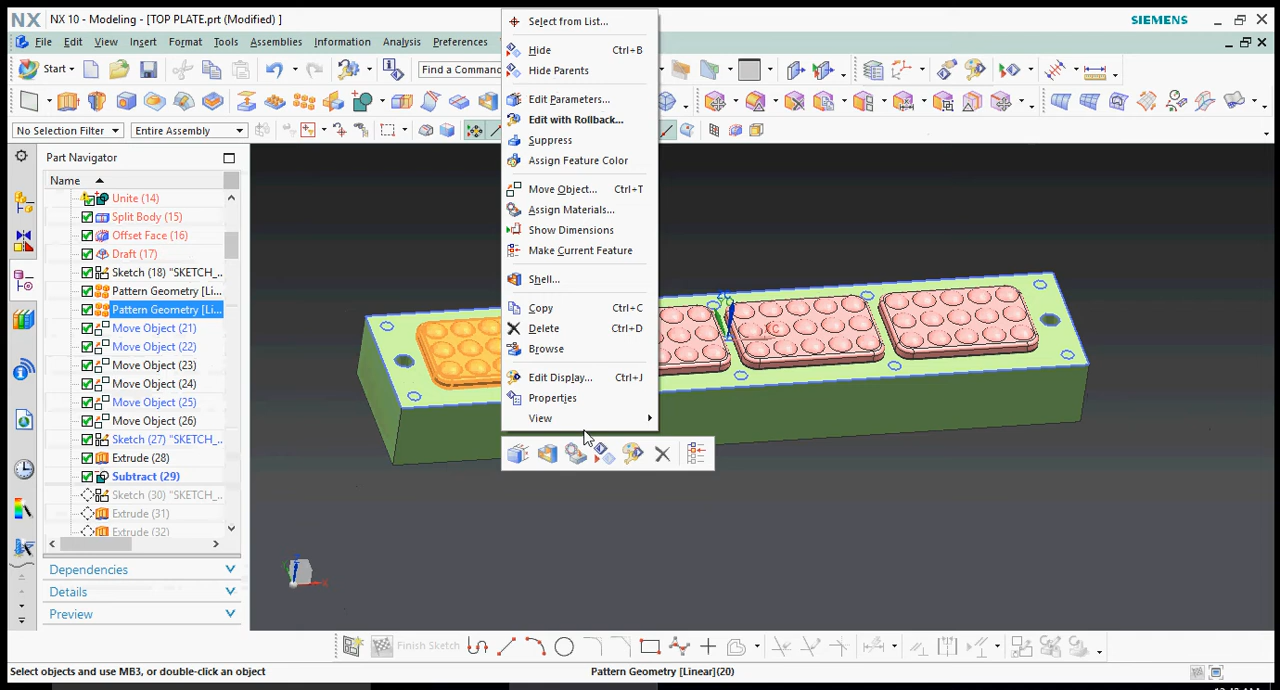 NX
NX 10 - Modeling - [TOP PLATE.prt (Modified) ]
SIEMENS
File Edit View Insert Format Tools Assemblies Information Analysis Preferences
Start
Find a Comman
No Selection Filter
Entire Assembly
Part Navigator
Name
Unite (14)
Split Body (15)
Offset Face (16)
Draft (17)
Sketch (18) "SKETCH_..
Pattern Geometry [Li...
Pattern Geometry [Li...
Move Object (21)
Move Object (22)
Move Object (23)
Move Object (24)
Move Object (25)
Move Object (26)
Sketch (27) "SKETCH_..
Extrude (28)
Subtract (29)
Sketch (30) "SKETCH_..
Extrude (31)
Extrude (32)
Dependencies
Details
Preview
Select from List...
Hide Ctrl+B
Hide Parents
Edit Parameters...
Edit with Rollback...
Suppress
Assign Feature Color
Move Object... Ctrl+T
Assign Materials...
Show Dimensions
Make Current Feature
Shell...
Copy Ctrl+C
Delete Ctrl+D
Browse
Edit Display... Ctrl+J
Properties
View
Finish Sketch
Select objects and use MB3, or double-click an object
Pattern Geometry [Linear](20)